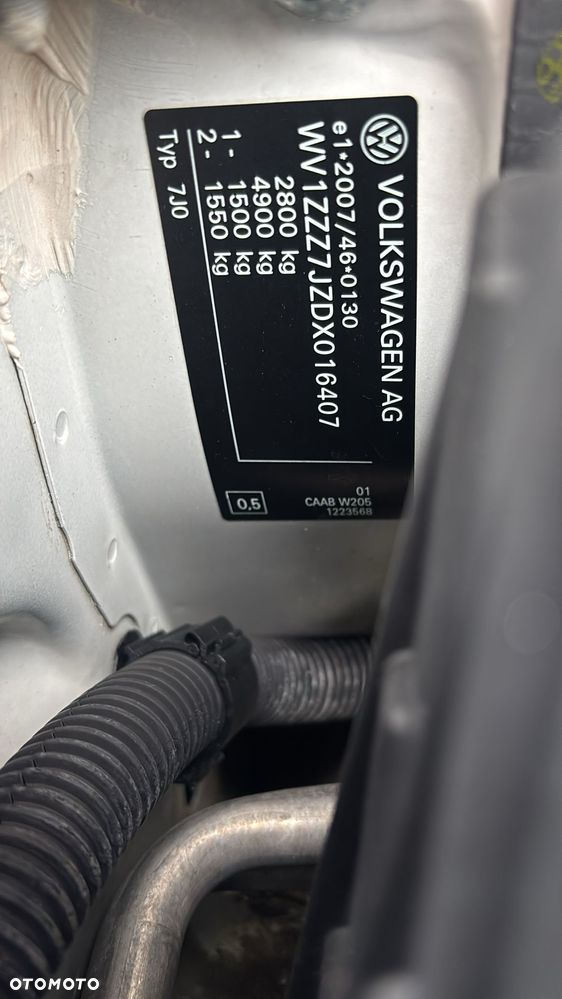 VOLKSWAGEN AG
e1*2007/46*0130
WV1ZZZ7JZDX016407
2800 kg
4900 kg
1- 1500 kg
2- 1550 kg
Typ 7J0
01
CAAB W205
1223568
0.5
OTOMOTO